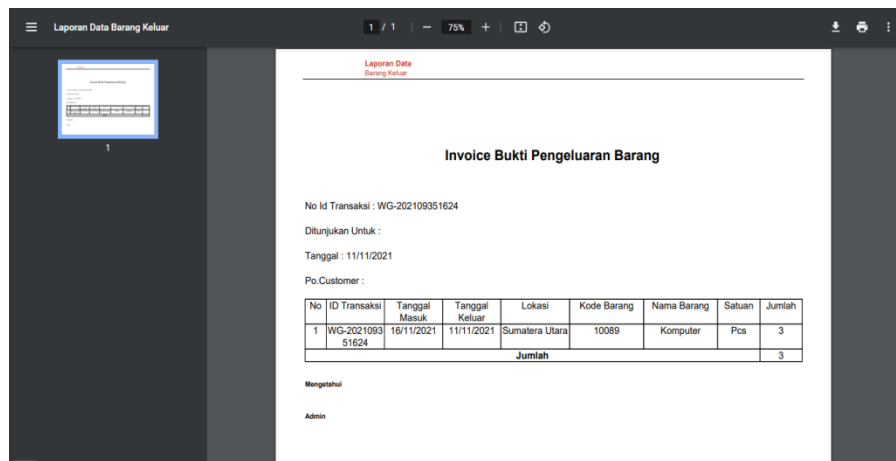 Laporan Data Barang Keluar
1 / 1 | − 75% +
1
Laporan Data
Barang Keluar
Invoice Bukti Pengeluaran Barang
No Id Transaksi : WG-202109351624
Ditunjukan Untuk :
Tanggal : 11/11/2021
Po.Customer :
No ID Transaksi Tanggal Masuk Tanggal Keluar Lokasi Kode Barang Nama Barang Satuan Jumlah
1 WG-202109351624 16/11/2021 11/11/2021 Sumatera Utara 10089 Komputer Pcs 3
Jumlah 3
Mengetahui
Admin